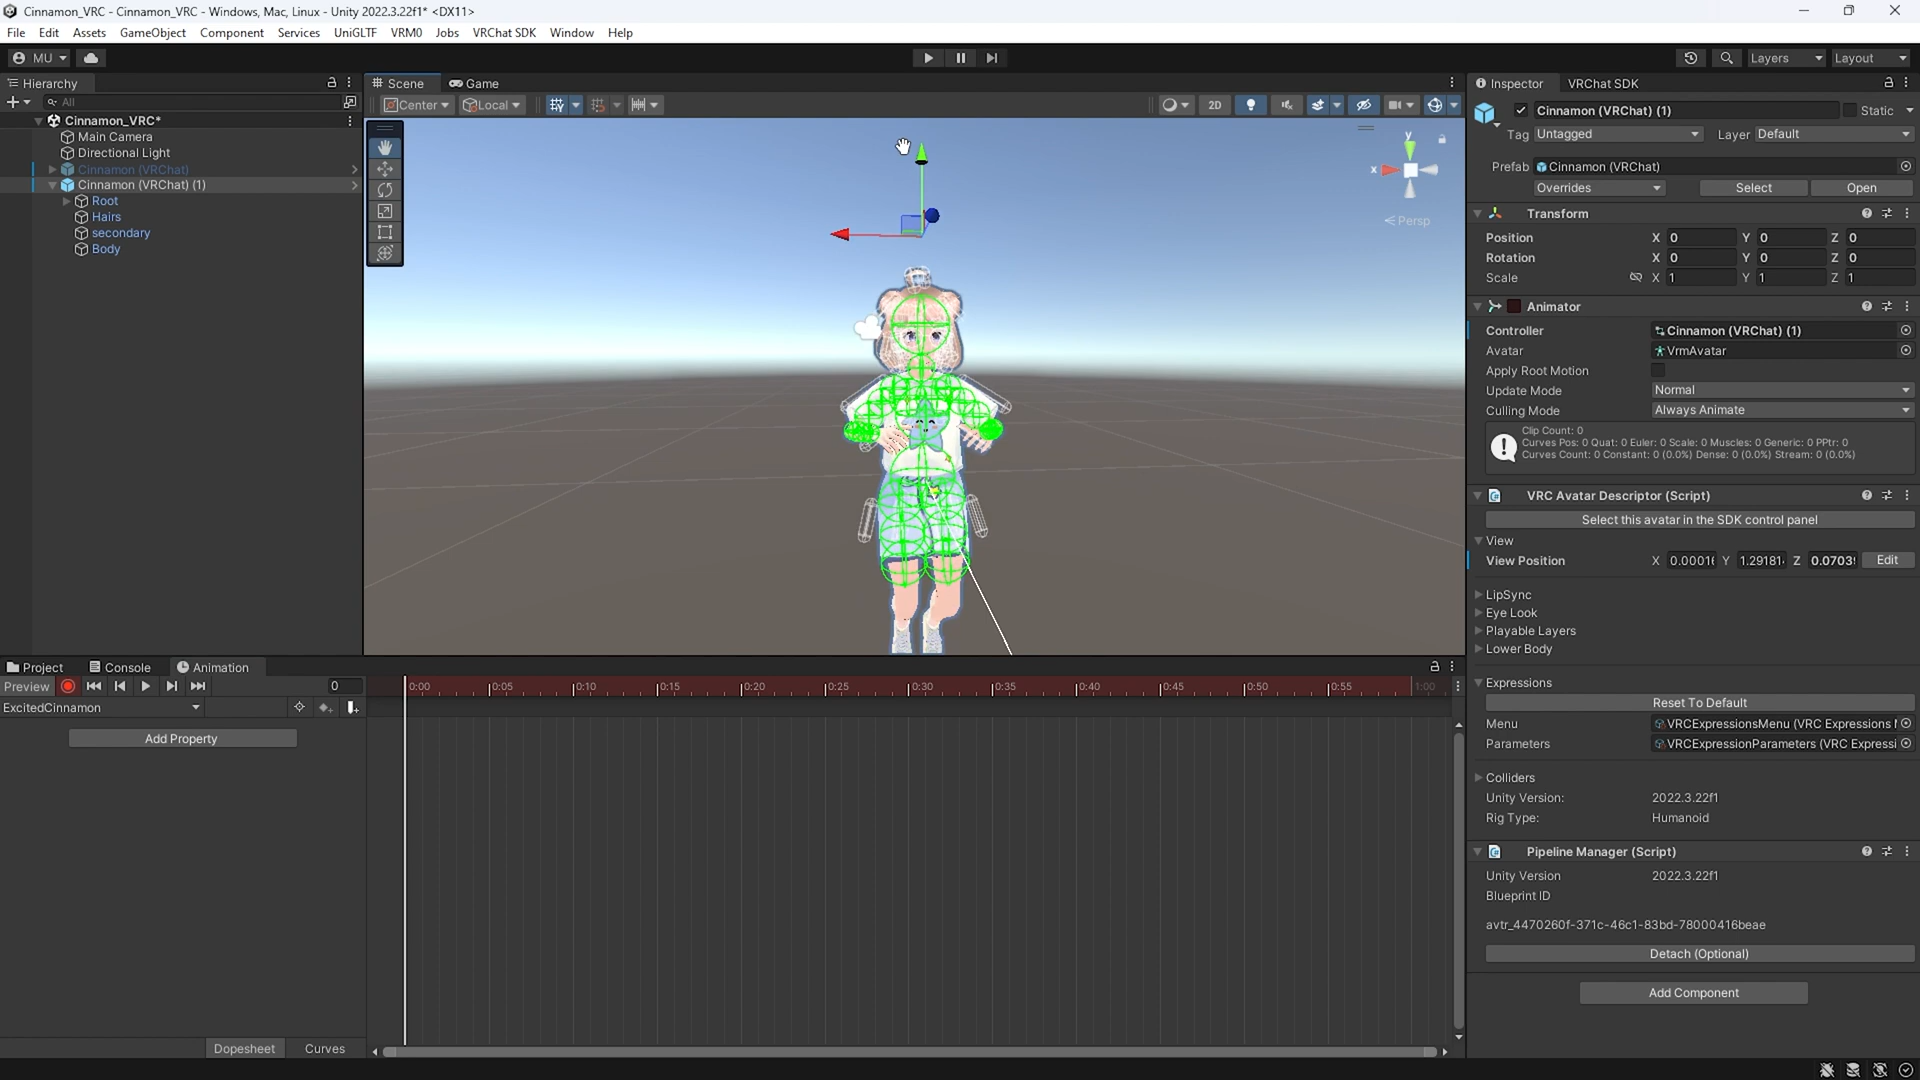 Cinnamon_VRC - Cinnamon_VRC - Windows, Mac, Linux - Unity 2022.3.22f1* <DX11>
File Edit Assets GameObject Component Services UniGLTF VRM0 Jobs VRChat SDK Window Help
MU Layers Layout
Hierarchy
All
Cinnamon_VRC*
Main Camera
Directional Light
Cinnamon (VRChat)
Cinnamon (VRChat) (1)
Root
Hairs
secondary
Body
Scene Game
Center Local 2D
y
x
Persp
Inspector VRChat SDK
Cinnamon (VRChat) (1) Static
Tag Untagged Layer Default
Prefab Cinnamon (VRChat)
Overrides Select Open
Transform
Position X 0 Y 0 Z 0
Rotation X 0 Y 0 Z 0
Scale X 1 Y 1 Z 1
Animator
Controller Cinnamon (VRChat) (1)
Avatar VrmAvatar
Apply Root Motion
Update Mode Normal
Culling Mode Always Animate
Clip Count: 0
Curves Pos: 0 Quat: 0 Euler: 0 Scale: 0 Muscles: 0 Generic: 0 PPtr: 0
Curves Count: 0 Constant: 0 (0.0%) Dense: 0 (0.0%) Stream: 0 (0.0%)
VRC Avatar Descriptor (Script)
Select this avatar in the SDK control panel
View
View Position X 0.0001 Y 1.29181 Z 0.0703 Edit
LipSync
Eye Look
Playable Layers
Lower Body
Expressions
Reset To Default
Menu VRCExpressionsMenu (VRC Expressions
Parameters VRCExpressionParameters (VRC Expressi
Colliders
Unity Version: 2022.3.22f1
Rig Type: Humanoid
Pipeline Manager (Script)
Unity Version 2022.3.22f1
Blueprint ID
avtr_4470260f-371c-46c1-83bd-78000416beae
Detach (Optional)
Add Component
Project Console Animation
Preview 0
0:00 0:05 0:10 0:15 0:20 0:25 0:30 0:35 0:40 0:45 0:50 0:55 1:00
ExcitedCinnamon
Add Property
Dopesheet Curves